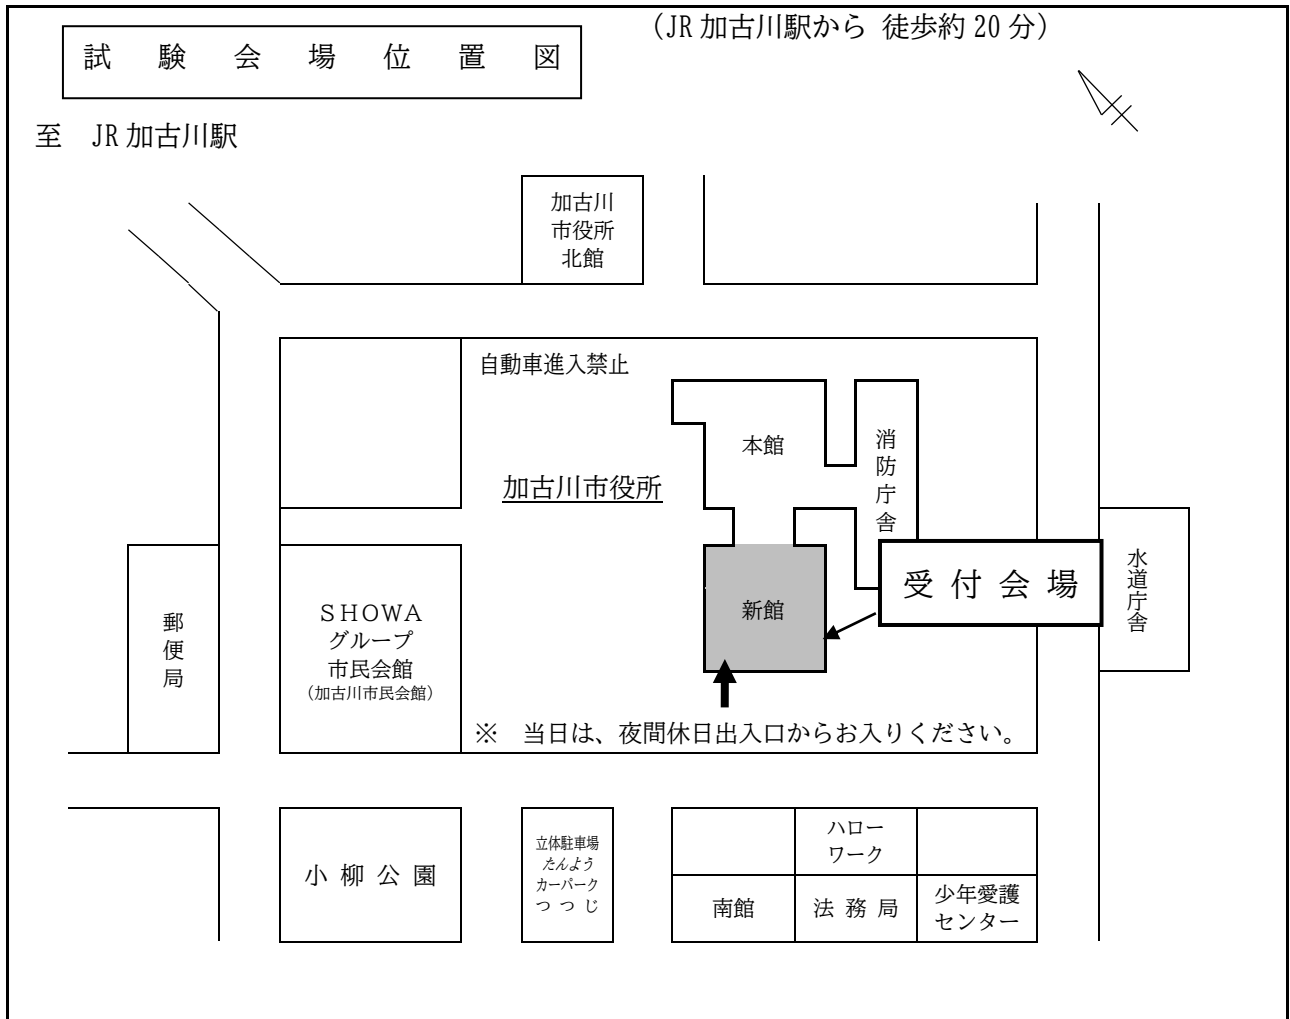 （JR 加古川駅から 徒歩約 20 分）
試 験 会 場 位 置 図
至 JR 加古川駅
加古川
市役所
北館
自動車進入禁止
本館
消防庁舎
加古川市役所
受 付 会 場
水道庁舎
新館
郵便局
ＳＨＯＷＡ
グループ
市民会館
（加古川市民会館）
※ 当日は、夜間休日出入口からお入りください。
小 柳 公 園
立体駐車場
たんよう
カーパーク
つ つ じ
ハロー
ワーク
南館
法 務 局
少年愛護
センター